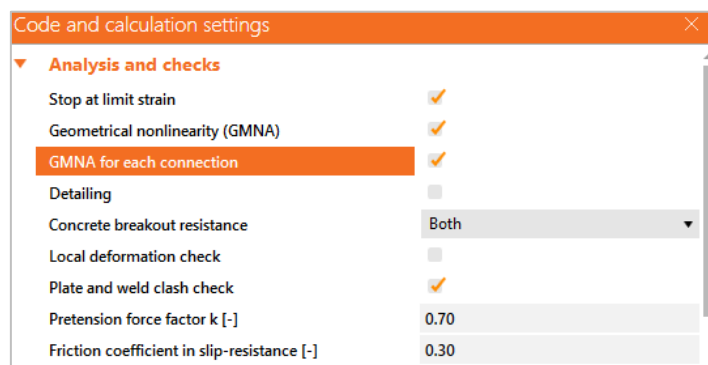 Code and calculation settings
Analysis and checks
Stop at limit strain
Geometrical nonlinearity (GMNA)
GMNA for each connection
Detailing
Concrete breakout resistance Both
Local deformation check
Plate and weld clash check
Pretension force factor k [-] 0.70
Friction coefficient in slip-resistance [-] 0.30